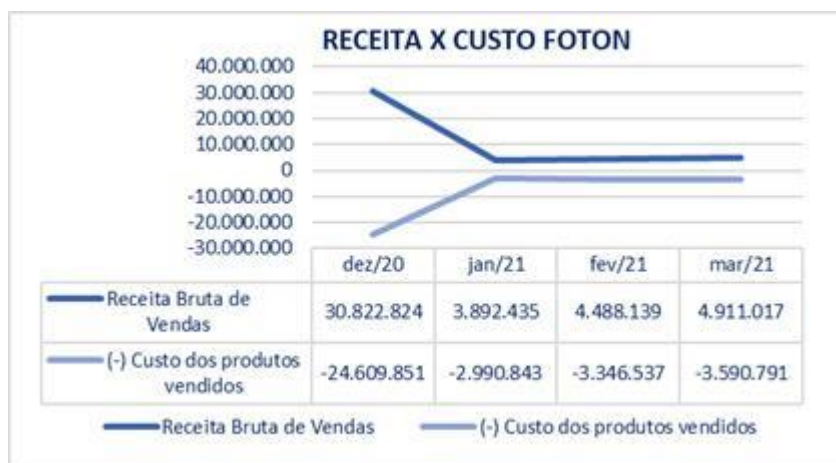 RECEITA X CUSTO FOTON
40.000.000
30.000.000
20.000.000
10.000.000
0
-10.000.000
-20.000.000
-30.000.000
dez/20 jan/21 fev/21 mar/21
Receita Bruta de
Vendas 30.822.824 3.892.435 4.488.139 4.911.017
(-) Custo dos produtos
vendidos -24.609.851 -2.990.843 -3.346.537 -3.590.791
Receita Bruta de Vendas (-) Custo dos produtos vendidos